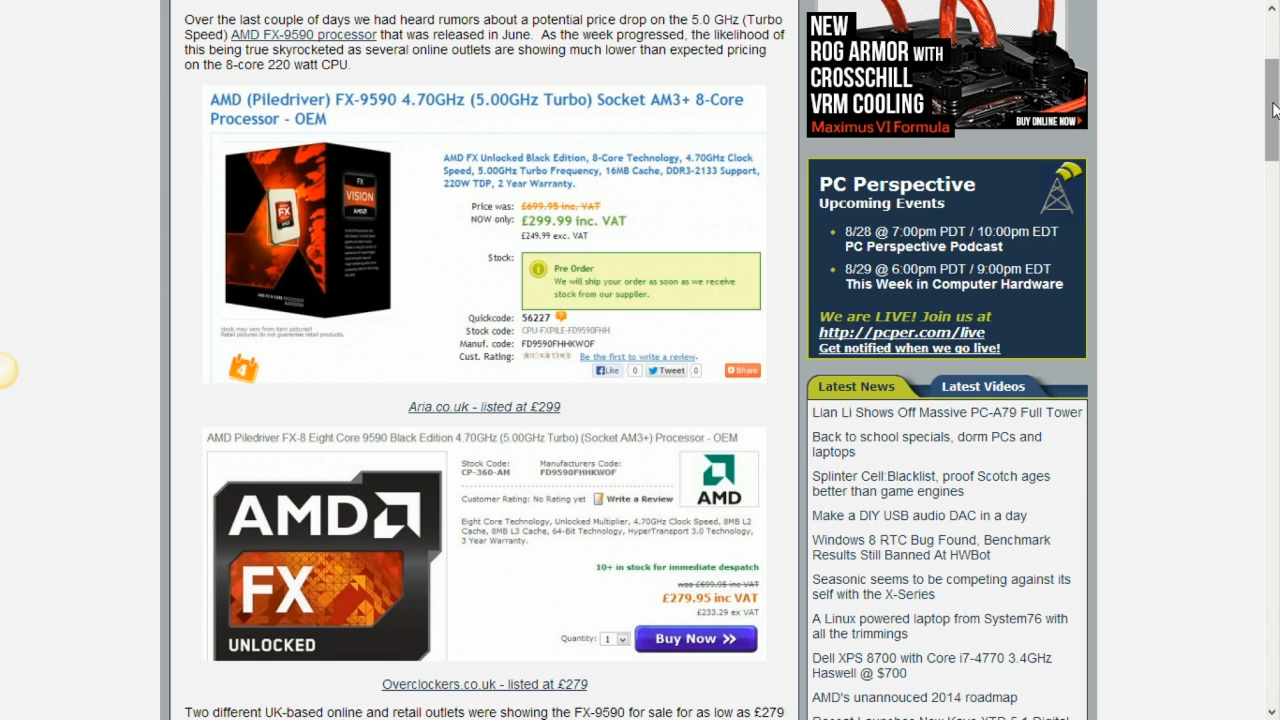 Over the last couple of days we had heard rumors about a potential price drop on the 5.0 GHz (Turbo
Speed) AMD FX-9590 processor that was released in June.  As the week progressed, the likelihood of
this being true skyrocketed as several online outlets are showing much lower than expected pricing
on the 8-core 220 watt CPU.
AMD (Piledriver) FX-9590 4.70GHz (5.00GHz Turbo) Socket AM3+ 8-Core
Processor - OEM
FX
FX
VISION
AMD
AMD FX Unlocked Black Edition, 8-Core Technology, 4.70GHz Clock
Speed, 5.00GHz Turbo Frequency, 16MB Cache, DDR3-2133 Support,
220W TDP, 2 Year Warranty.
Price was: £699.95 inc. VAT
NOW only: £299.99 inc. VAT
£249.99 exc. VAT
Stock:
Pre Order
We will ship your order as soon as we receive
stock from our supplier.
Quickcode: 56227
Stock code: CPU-FXPILE-FD9590FHH
Manuf. code: FD9590FHHKWOF
Cust. Rating: NO RATING Be the first to write a review.
Like 0 Tweet 0 Share
stock may vary from item pictured!
Retail pictures do not guarantee retail products.
4
Aria.co.uk - listed at £299
AMD Piledriver FX-8 Eight Core 9590 Black Edition 4.70GHz (5.00GHz Turbo) (Socket AM3+) Processor - OEM
AMD
FX
UNLOCKED
Stock Code:
CP-360-AM
Manufacturers Code:
FD9590FHHKWOF
AMD
Customer Rating: No Rating yet Write a Review
Eight Core Technology, Unlocked Multiplier, 4.70GHz Clock Speed, 8MB L2
Cache, 8MB L3 Cache, 64-Bit Technology, HyperTransport 3.0 Technology,
3 Year Warranty.
10+ in stock for immediate despatch
was £699.95 inc VAT
£279.95 inc VAT
£233.29 ex VAT
Quantity: 1 Buy Now >>
Overclockers.co.uk - listed at £279
Two different UK-based online and retail outlets were showing the FX-9590 for sale for as low as £279
NEW
ROG ARMOR WITH
CROSSCHILL
VRM COOLING
Maximus VI Formula
BUY ONLINE NOW
PC Perspective
Upcoming Events
8/28 @ 7:00pm PDT / 10:00pm EDT
PC Perspective Podcast
8/29 @ 6:00pm PDT / 9:00pm EDT
This Week in Computer Hardware
We are LIVE! Join us at
http://pcper.com/live
Get notified when we go live!
Latest News Latest Videos
Lian Li Shows Off Massive PC-A79 Full Tower
Back to school specials, dorm PCs and
laptops
Splinter Cell:Blacklist, proof Scotch ages
better than game engines
Make a DIY USB audio DAC in a day
Windows 8 RTC Bug Found, Benchmark
Results Still Banned At HWBot
Seasonic seems to be competing against its
self with the X-Series
A Linux powered laptop from System76 with
all the trimmings
Dell XPS 8700 with Core i7-4770 3.4GHz
Haswell @ $700
AMD's unannouced 2014 roadmap